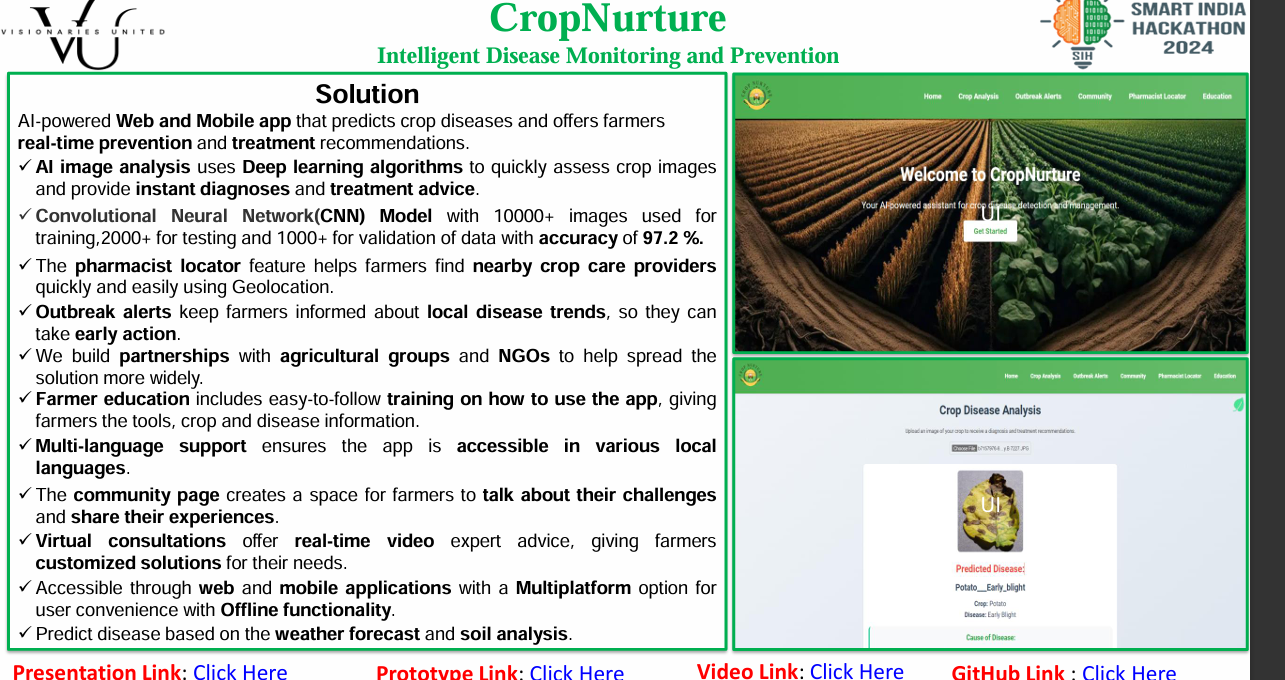 VISIONARIES UNITED
VU
CropNurture
Intelligent Disease Monitoring and Prevention
SIH
SMART INDIA
HACKATHON
2024
Solution
AI-powered Web and Mobile app that predicts crop diseases and offers farmers
real-time prevention and treatment recommendations.
✓ AI image analysis uses Deep learning algorithms to quickly assess crop images
and provide instant diagnoses and treatment advice.
✓ Convolutional Neural Network(CNN) Model with 10000+ images used for
training,2000+ for testing and 1000+ for validation of data with accuracy of 97.2 %.
✓ The pharmacist locator feature helps farmers find nearby crop care providers
quickly and easily using Geolocation.
✓ Outbreak alerts keep farmers informed about local disease trends, so they can
take early action.
✓ We build partnerships with agricultural groups and NGOs to help spread the
solution more widely.
✓ Farmer education includes easy-to-follow training on how to use the app, giving
farmers the tools, crop and disease information.
✓ Multi-language support ensures the app is accessible in various local
languages.
✓ The community page creates a space for farmers to talk about their challenges
and share their experiences.
✓ Virtual consultations offer real-time video expert advice, giving farmers
customized solutions for their needs.
✓ Accessible through web and mobile applications with a Multiplatform option for
user convenience with Offline functionality.
✓ Predict disease based on the weather forecast and soil analysis.
Home Crop Analysis Outbreak Alerts Community Pharmacist Locator Education
Welcome to CropNurture
Your AI-powered assistant for crop disease detection and management.
UI
Get Started
Home Crop Analysis Outbreak Alerts Community Pharmacist Locator Education
Crop Disease Analysis
Upload an image of your crop to receive a diagnosis and treatment recommendations.
Choose File
UI
Predicted Disease:
Potato__Early_blight
Crop: Potato
Disease: Early Blight
Cause of Disease:
Presentation Link: Click Here Prototype Link: Click Here Video Link: Click Here GitHub Link : Click Here